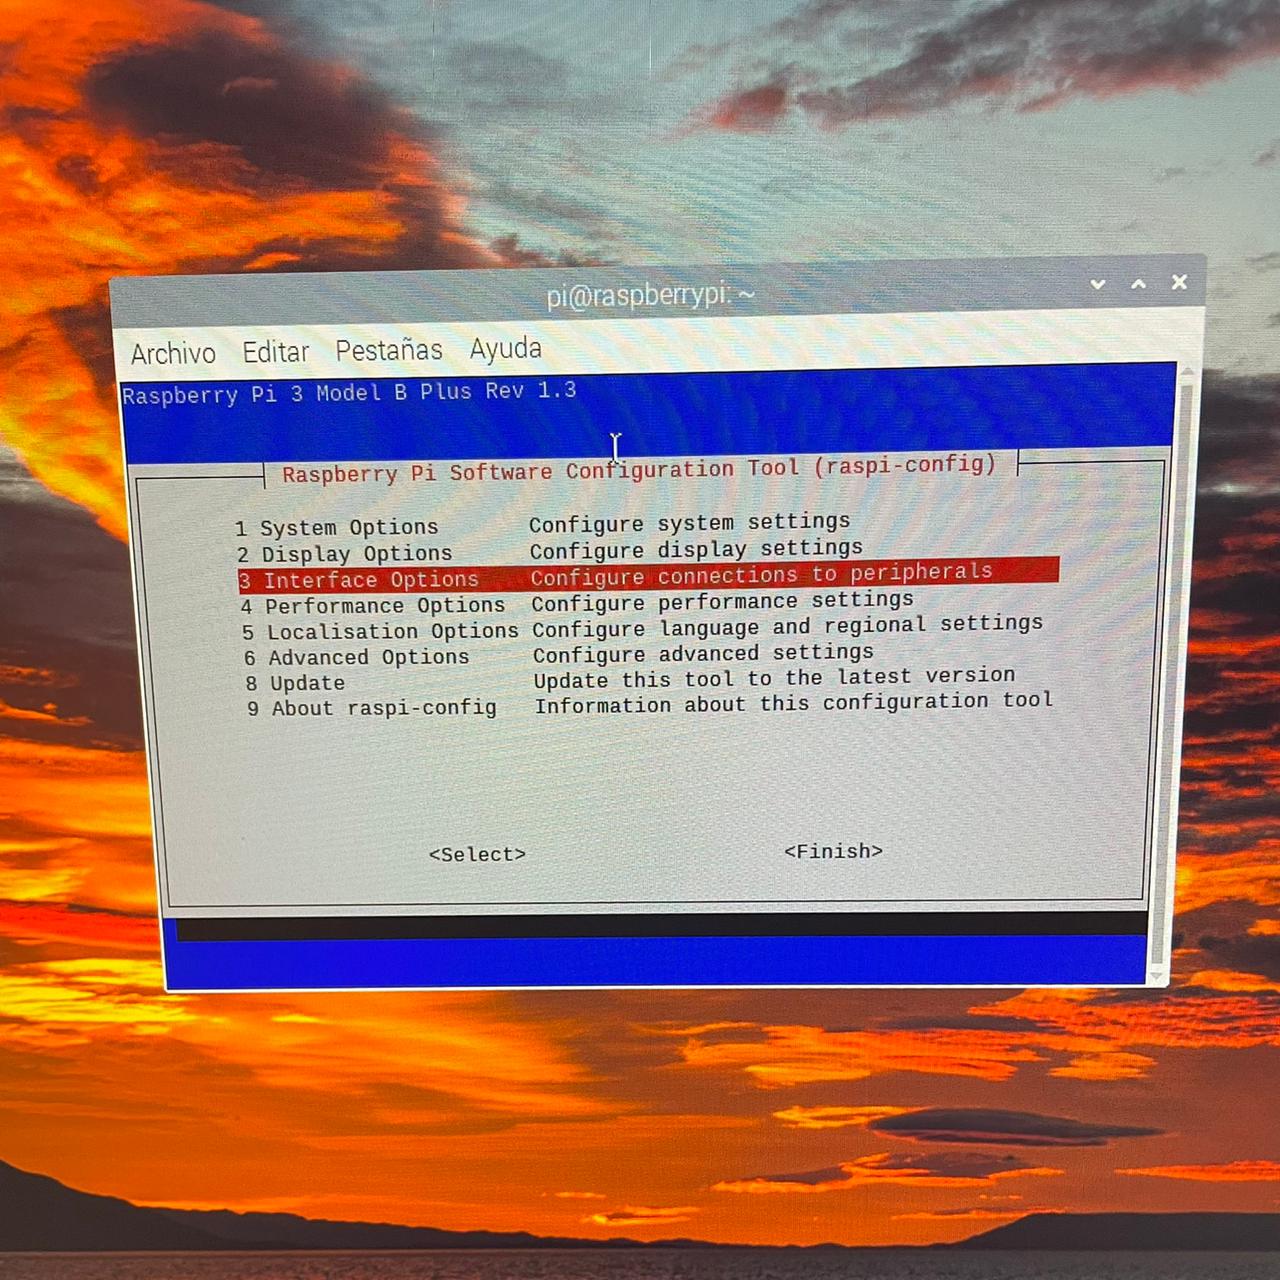 pi@raspberrypi: ~
Archivo Editar Pestañas Ayuda
Raspberry Pi 3 Model B Plus Rev 1.3
Raspberry Pi Software Configuration Tool (raspi-config)
1 System Options Configure system settings
2 Display Options Configure display settings
3 Interface Options Configure connections to peripherals
4 Performance Options Configure performance settings
5 Localisation Options Configure language and regional settings
6 Advanced Options Configure advanced settings
8 Update Update this tool to the latest version
9 About raspi-config Information about this configuration tool
<Select> <Finish>